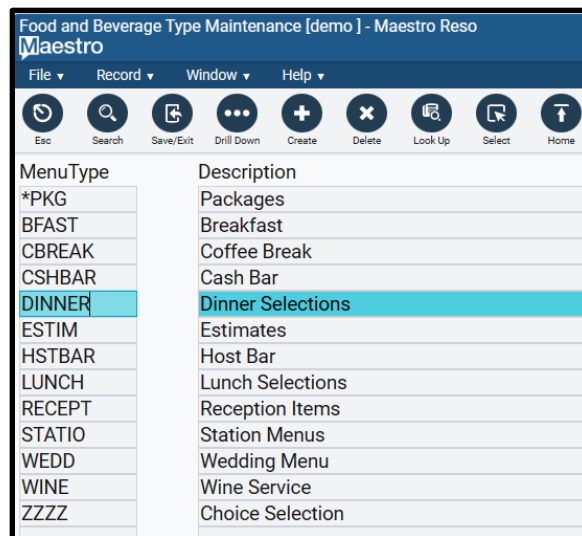 Food and Beverage Type Maintenance [demo ] - Maestro Reso
Maestro
File Record Window Help
Esc Search Save/Exit Drill Down Create Delete Look Up Select Home
MenuType Description
*PKG Packages
BFAST Breakfast
CBREAK Coffee Break
CSHBAR Cash Bar
DINNER Dinner Selections
ESTIM Estimates
HSTBAR Host Bar
LUNCH Lunch Selections
RECEPT Reception Items
STATIO Station Menus
WEDD Wedding Menu
WINE Wine Service
ZZZZ Choice Selection